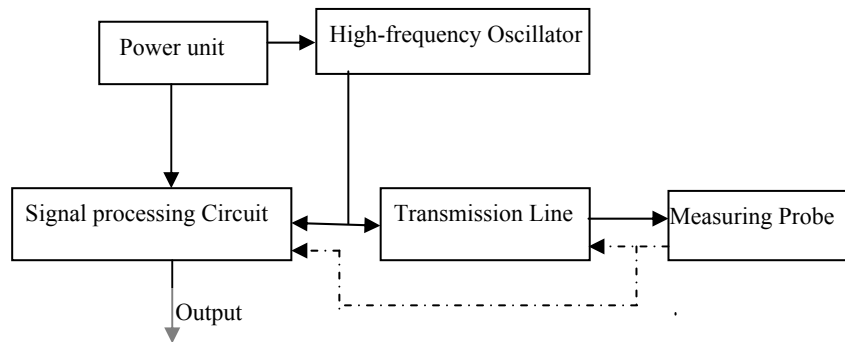 Power unit
High-frequency Oscillator
Signal processing Circuit
Transmission Line
Measuring Probe
Output